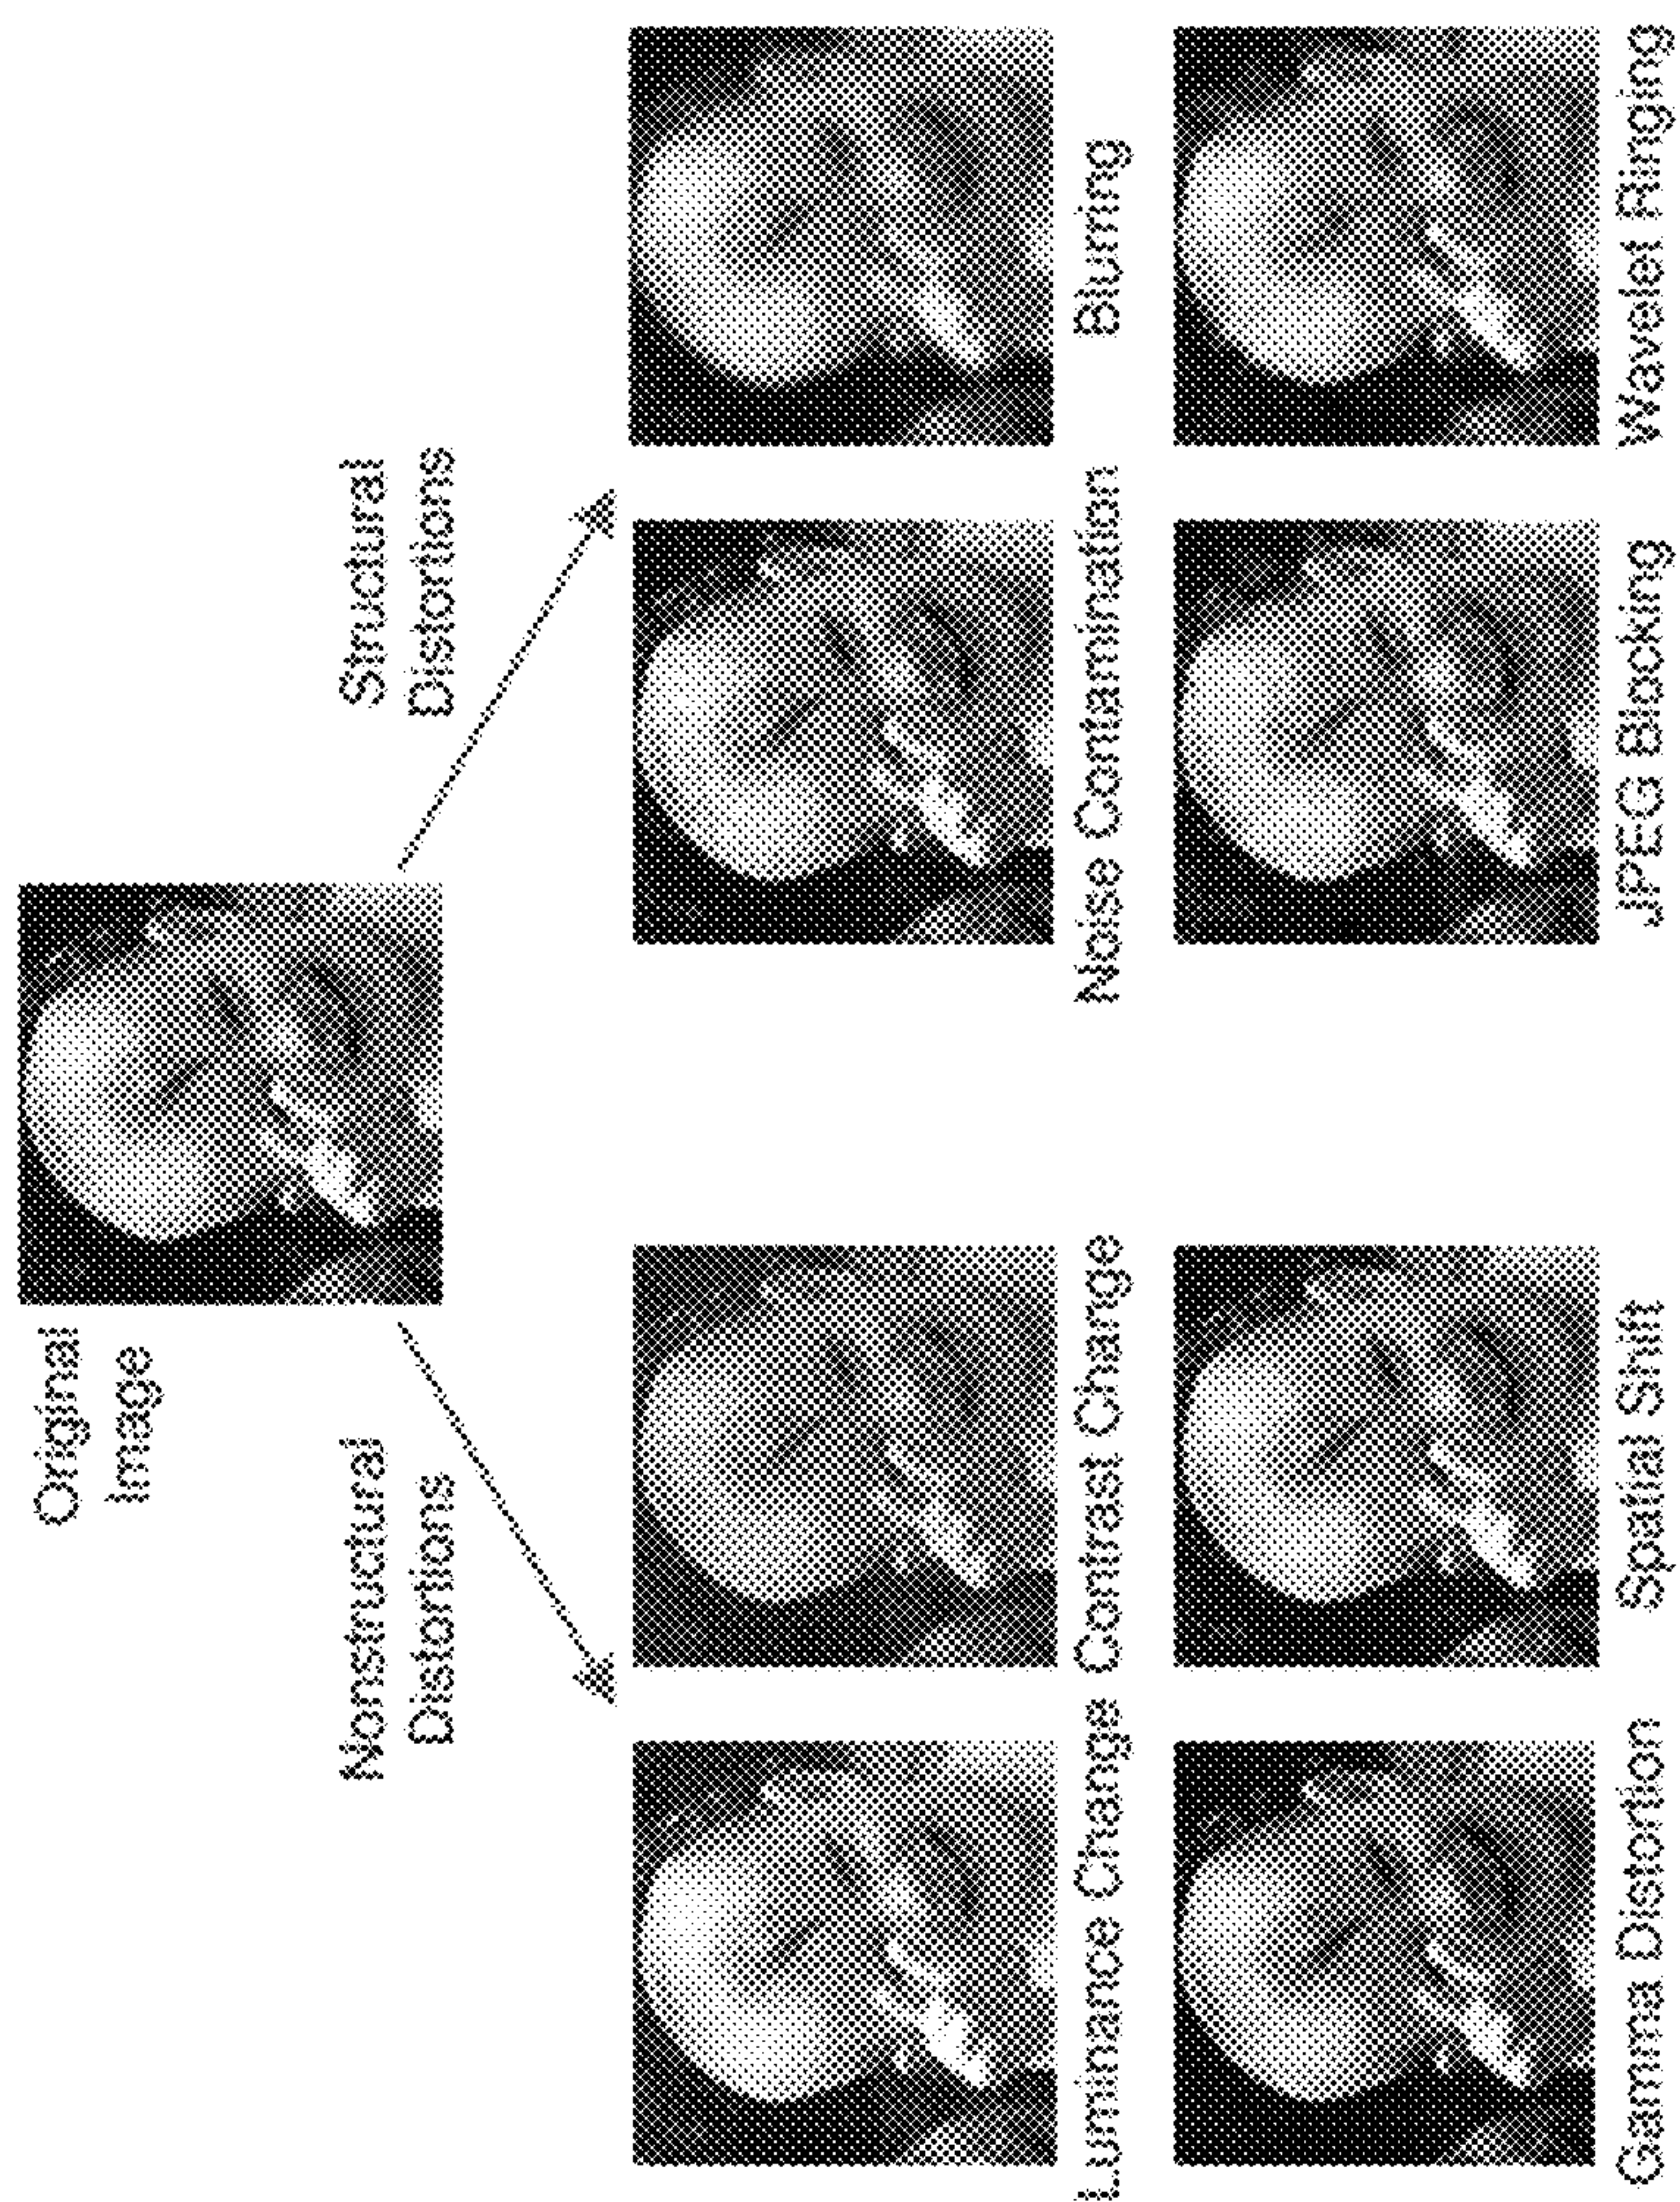 Original
Image
Nonstructural
Distortions
Structural
Distortions
Luminance Change
Contrast Change
Noise Contamination
Blurring
Gamma Distortion
Spatial Shift
JPEG Blocking
Wavelet Ringing